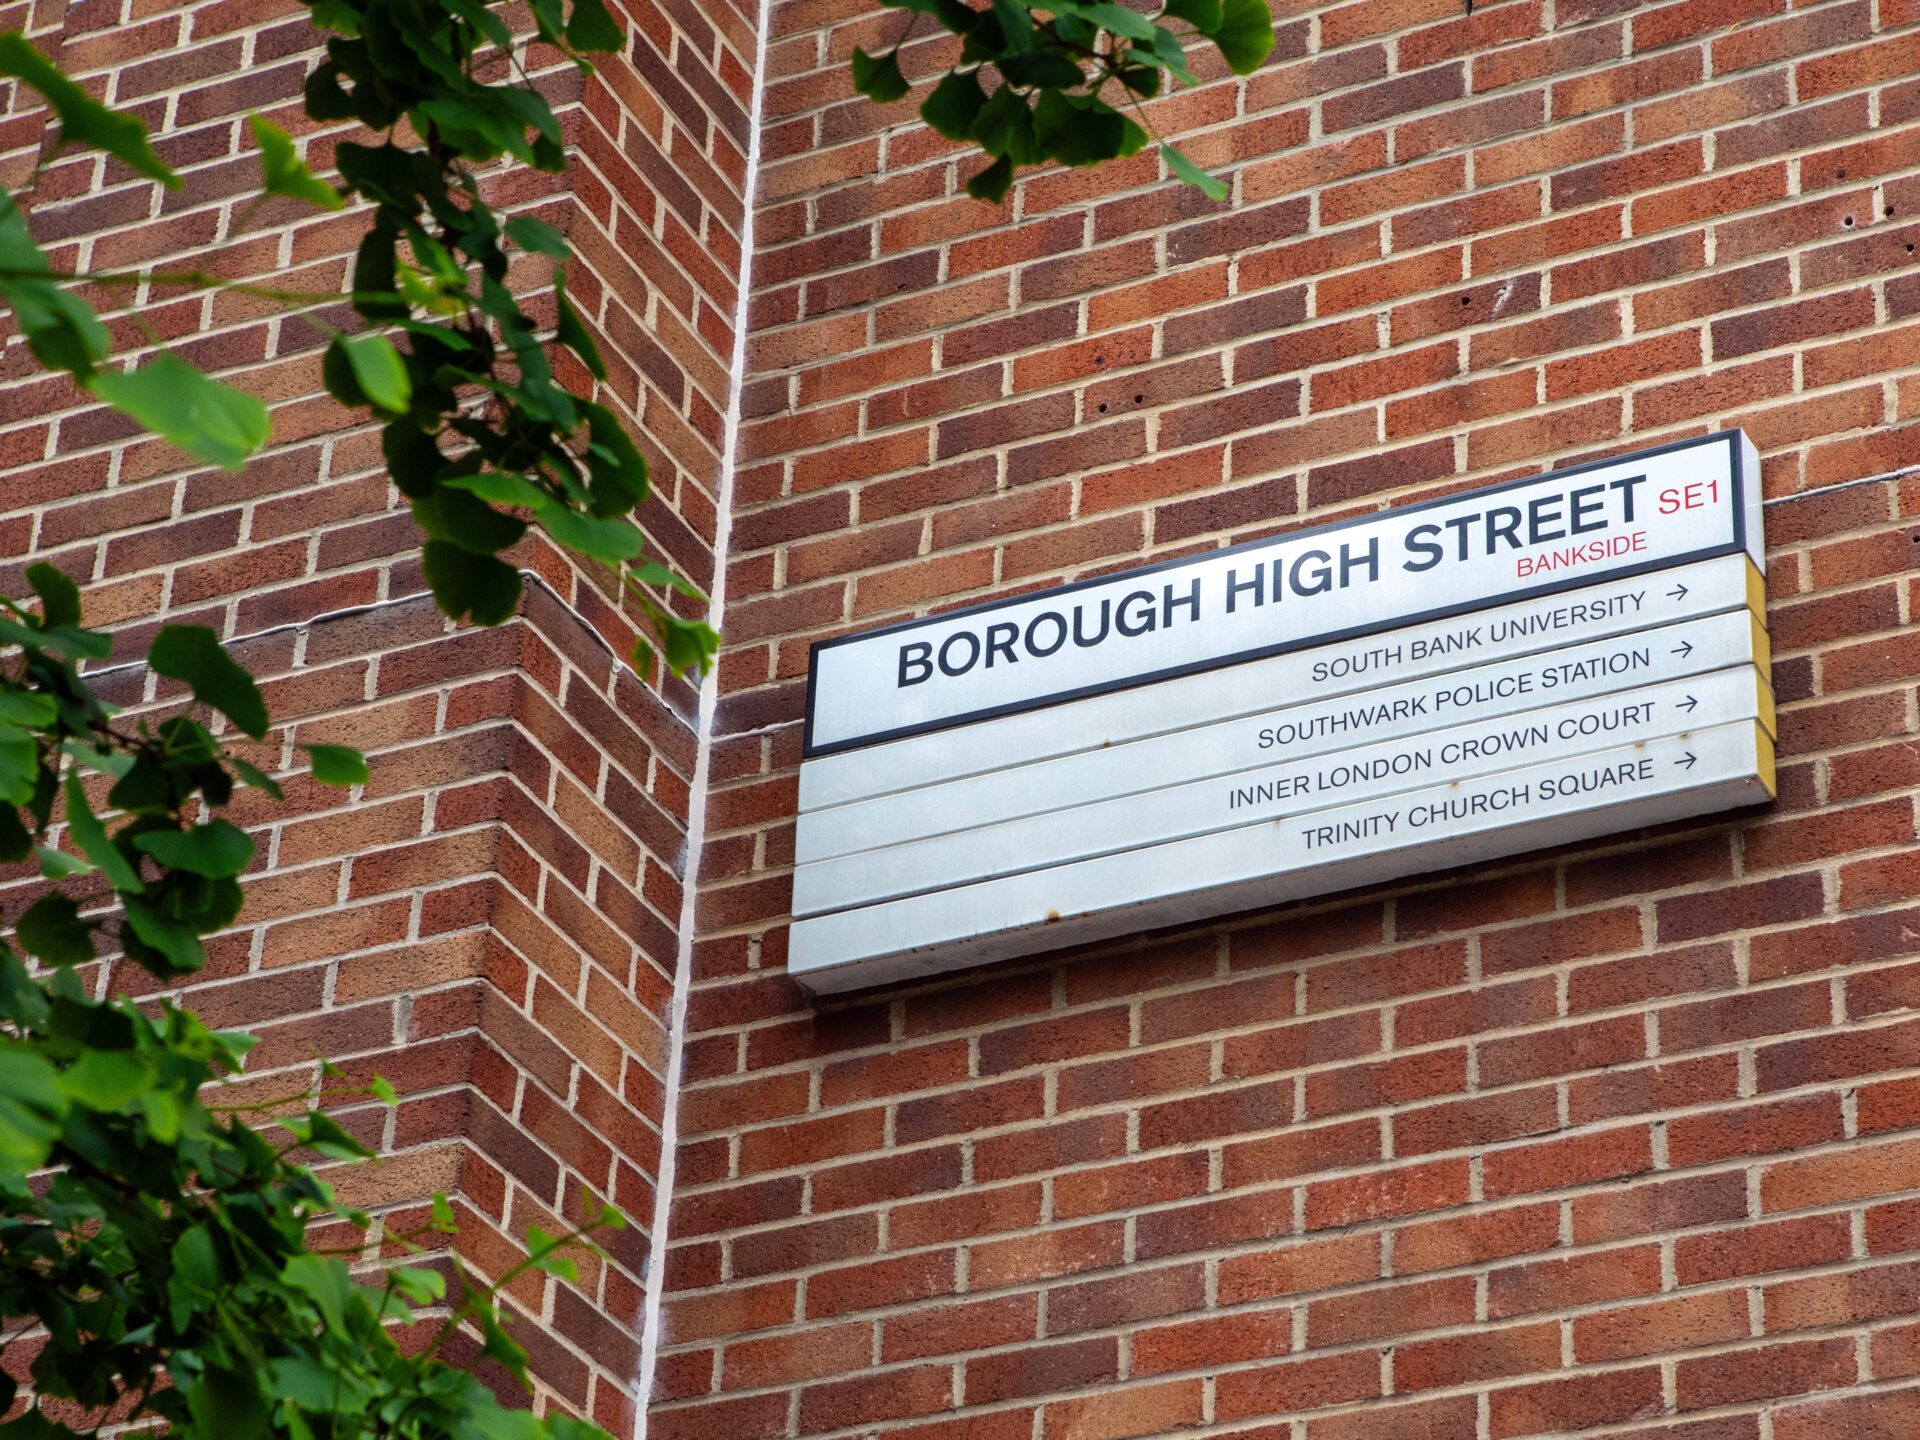 BOROUGH HIGH STREET SE1
BANKSIDE
SOUTH BANK UNIVERSITY →
SOUTHWARK POLICE STATION →
INNER LONDON CROWN COURT →
TRINITY CHURCH SQUARE →